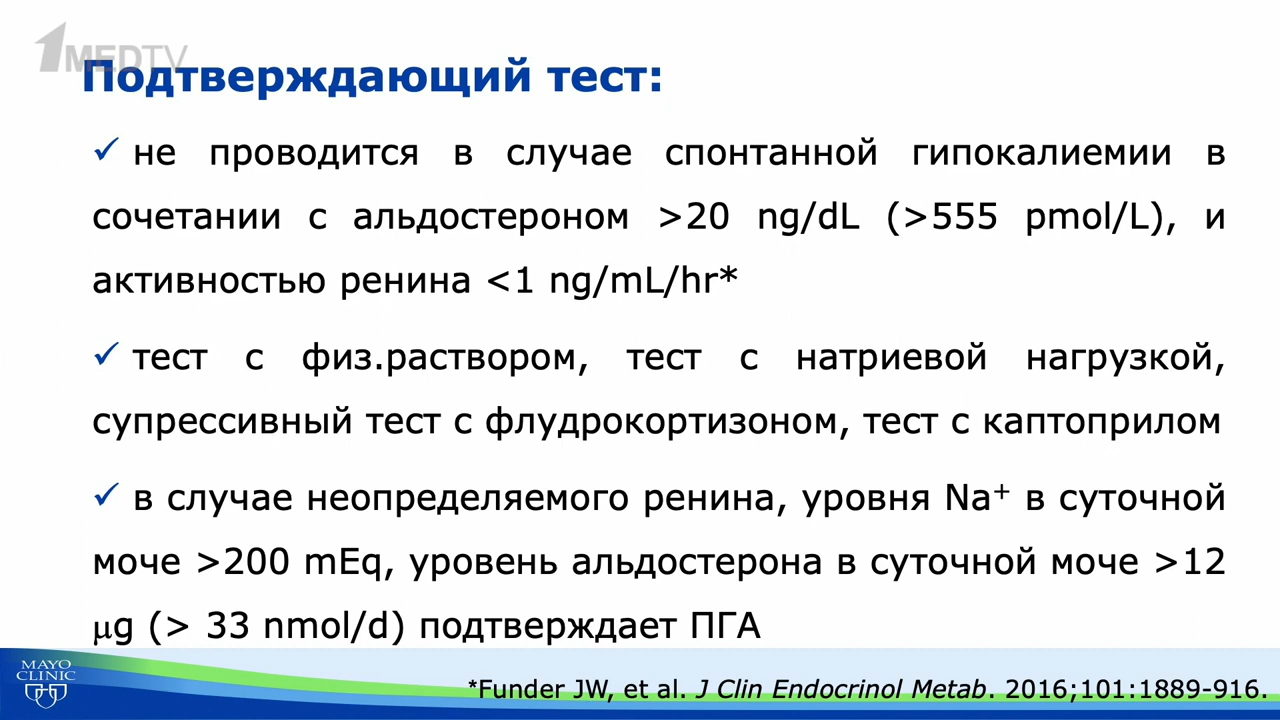 1MEDTV
Подтверждающий тест:
✓ не проводится в случае спонтанной гипокалиемии в
сочетании с альдостероном >20 ng/dL (>555 pmol/L), и
активностью ренина <1 ng/mL/hr*
✓ тест с физ.раствором, тест с натриевой нагрузкой,
супрессивный тест с флудрокортизоном, тест с каптоприлом
✓ в случае неопределяемого ренина, уровня Na⁺ в суточной
моче >200 mEq, уровень альдостерона в суточной моче >12
μg (> 33 nmol/d) подтверждает ПГА
MAYO
CLINIC
*Funder JW, et al. J Clin Endocrinol Metab. 2016;101:1889-916.